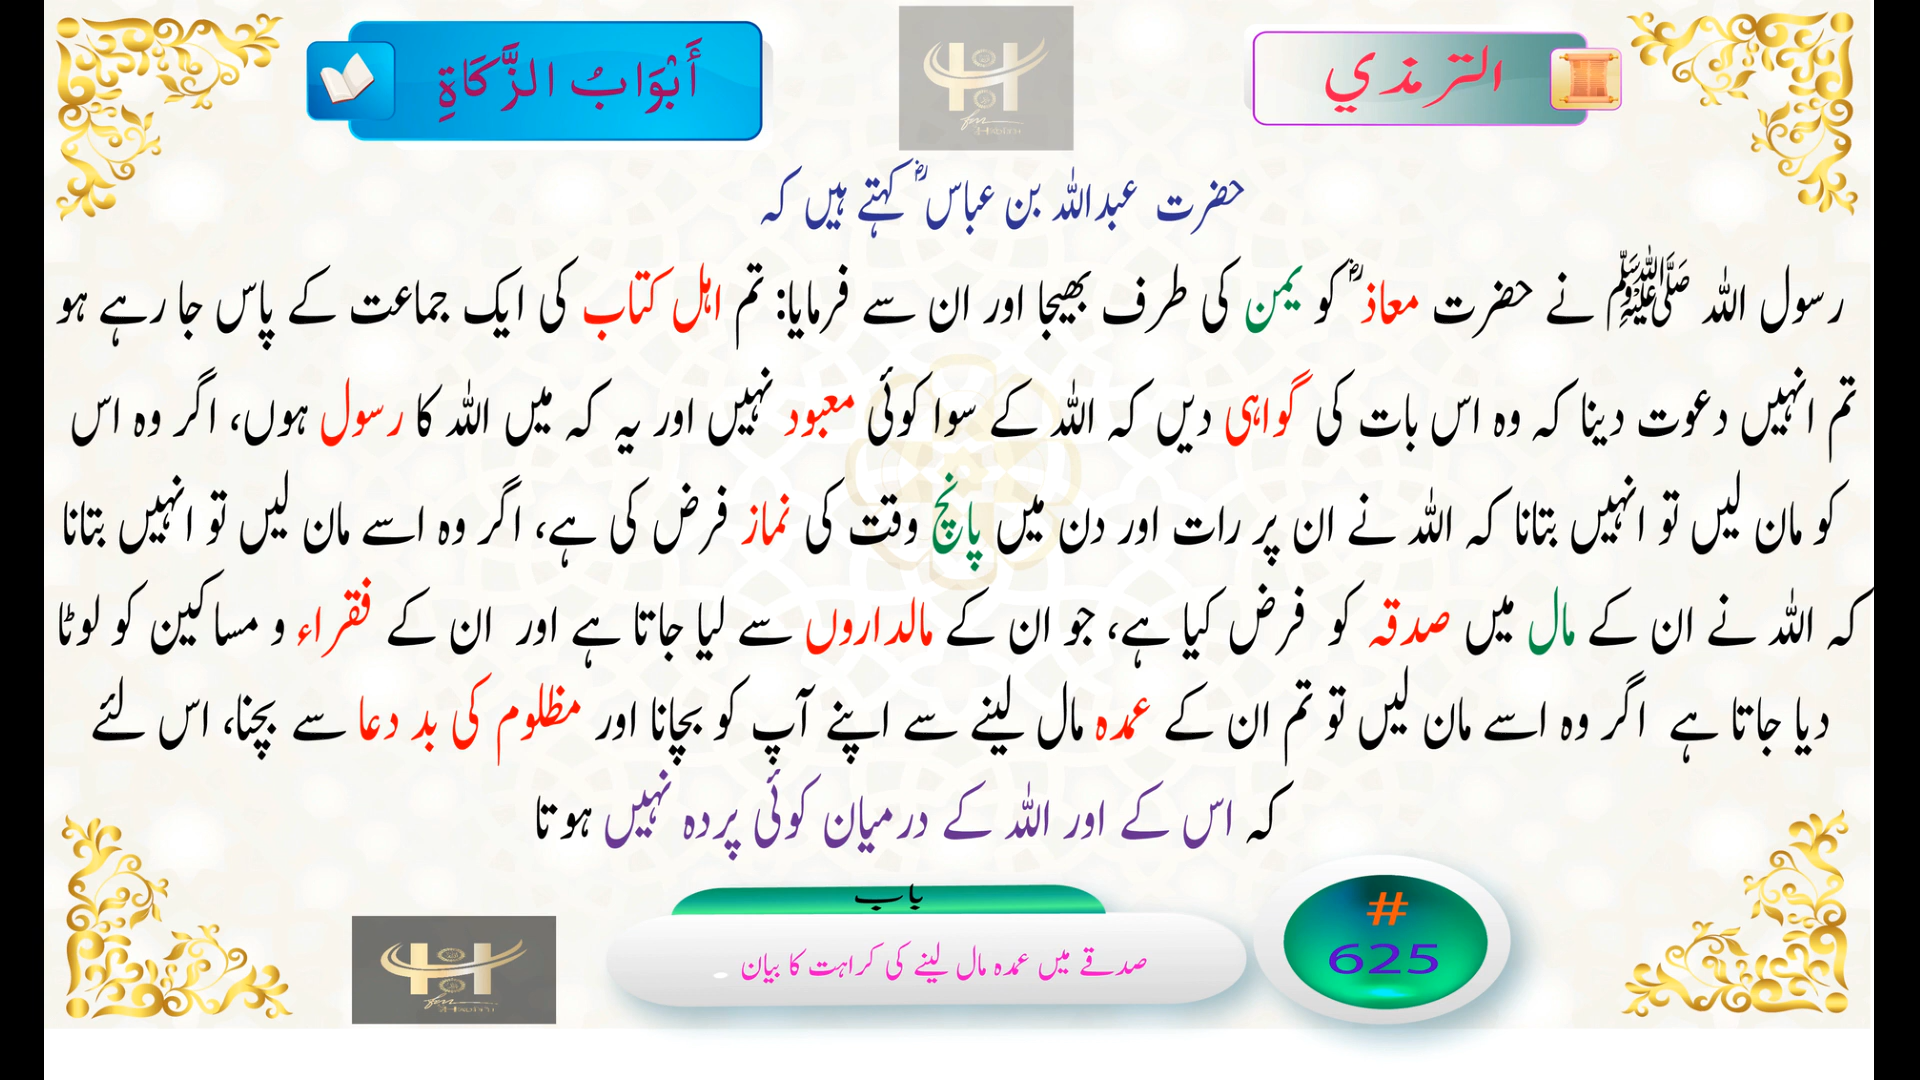 الترمذي
أَبْوَابُ الزَّكَاةِ
حضرت عبداللہ بن عباسؓ کہتے ہیں کہ
رسول اللہ ﷺ نے حضرت معاذؓ کو یمن کی طرف بھیجا اور ان سے فرمایا: تم اہل کتاب کی ایک جماعت کے پاس جا رہے ہو
تم انہیں دعوت دینا کہ وہ اس بات کی گواہی دیں کہ اللہ کے سوا کوئی معبود نہیں اور یہ کہ میں اللہ کا رسول ہوں، اگر وہ اس
کو مان لیں تو انہیں بتانا کہ اللہ نے ان پر رات اور دن میں پانچ وقت کی نماز فرض کی ہے، اگر وہ اسے مان لیں تو انہیں بتانا
کہ اللہ نے ان کے مال میں صدقہ کو فرض کیا ہے، جو ان کے مالداروں سے لیا جاتا ہے اور ان کے فقراء و مساکین کو لوٹا
دیا جاتا ہے اگر وہ اسے مان لیں تو تم ان کے عمدہ مال لینے سے اپنے آپ کو بچانا اور مظلوم کی بد دعا سے بچنا، اس لئے
کہ اس کے اور اللہ کے درمیان کوئی پردہ نہیں ہوتا
باب
صدقے میں عمدہ مال لینے کی کراہت کا بیان
#
625